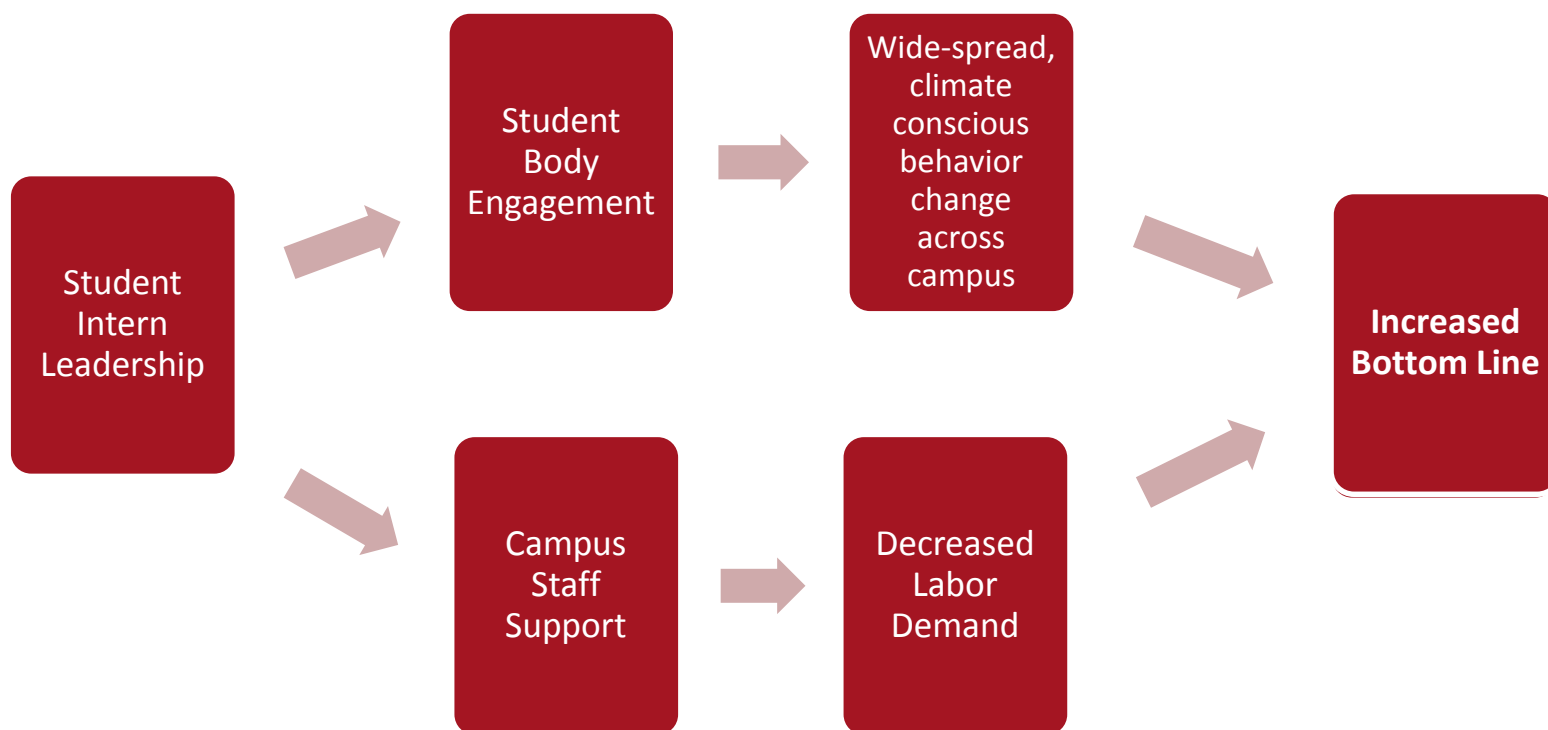 Student
Intern
Leadership
Student
Body
Engagement
Wide-spread,
climate
conscious
behavior
change
across
campus
Campus
Staff
Support
Decreased
Labor
Demand
Increased
Bottom Line